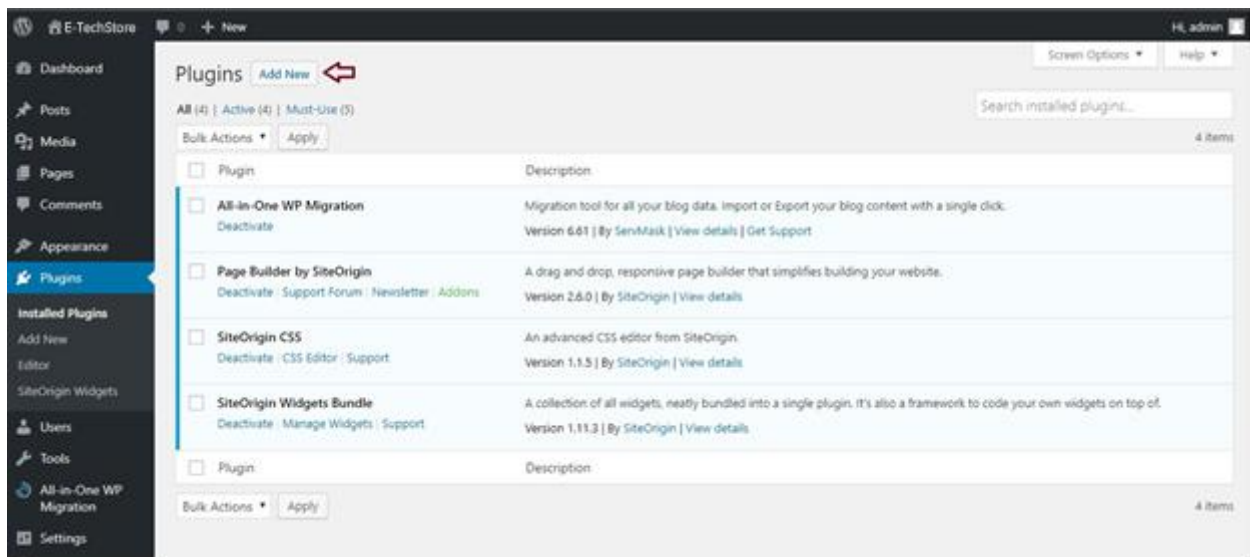 E-TechStore 0 + New Hi, admin
Screen Options Help
Dashboard
Posts
Media
Pages
Comments
Appearance
Plugins
Installed Plugins
Add New
Editor
SiteOrigin Widgets
Users
Tools
All-in-One WP
Migration
Settings
Plugins Add New
All (4) | Active (4) | Must-Use (5)
Search installed plugins...
Bulk Actions Apply
4 items
Plugin Description
All-in-One WP Migration
Deactivate
Migration tool for all your blog data. Import or Export your blog content with a single click.
Version 6.61 | By ServMask | View details | Get Support
Page Builder by SiteOrigin
Deactivate | Support Forum | Newsletter | Addons
A drag and drop, responsive page builder that simplifies building your website.
Version 2.6.0 | By SiteOrigin | View details
SiteOrigin CSS
Deactivate | CSS Editor | Support
An advanced CSS editor from SiteOrigin.
Version 1.1.5 | By SiteOrigin | View details
SiteOrigin Widgets Bundle
Deactivate | Manage Widgets | Support
A collection of all widgets, neatly bundled into a single plugin. It's also a framework to code your own widgets on top of.
Version 1.11.3 | By SiteOrigin | View details
Plugin Description
Bulk Actions Apply
4 items